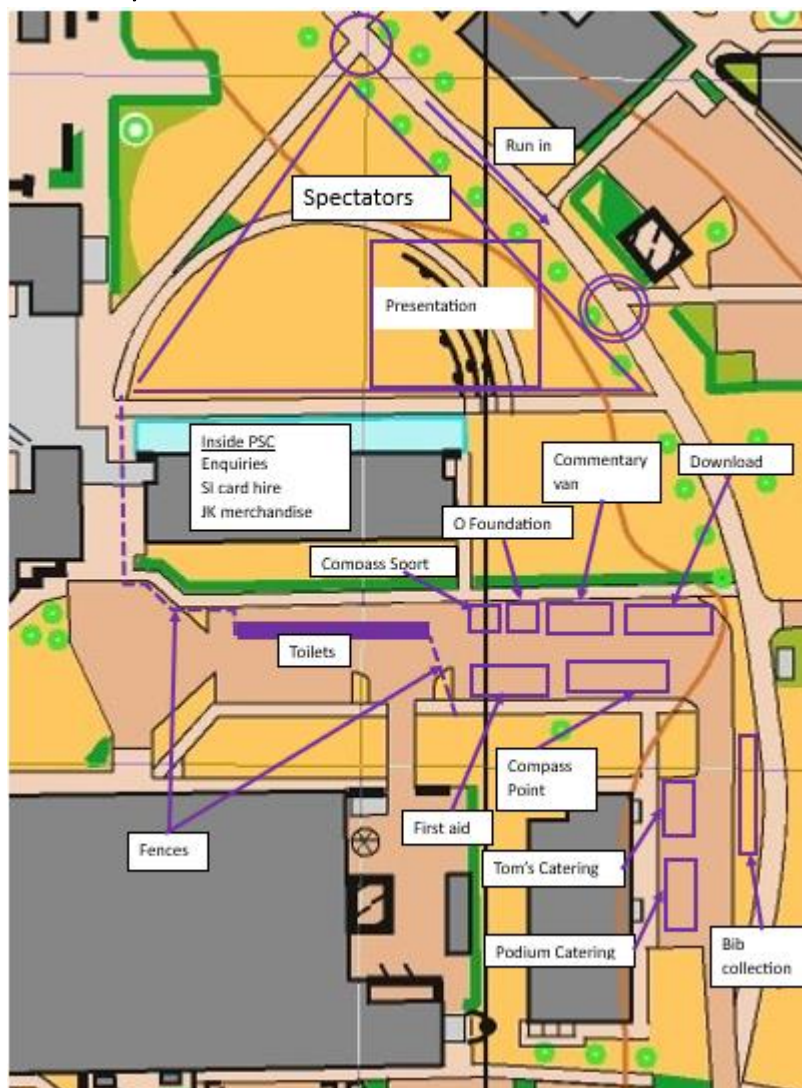 Run in
Spectators
Presentation
Inside PSC
Enquiries
SI card hire
JK merchandise
Commentary
van
Download
O Foundation
Compass Sport
Toilets
Compass
Point
First aid
Fences
Tom's Catering
Podium Catering
Bib
collection